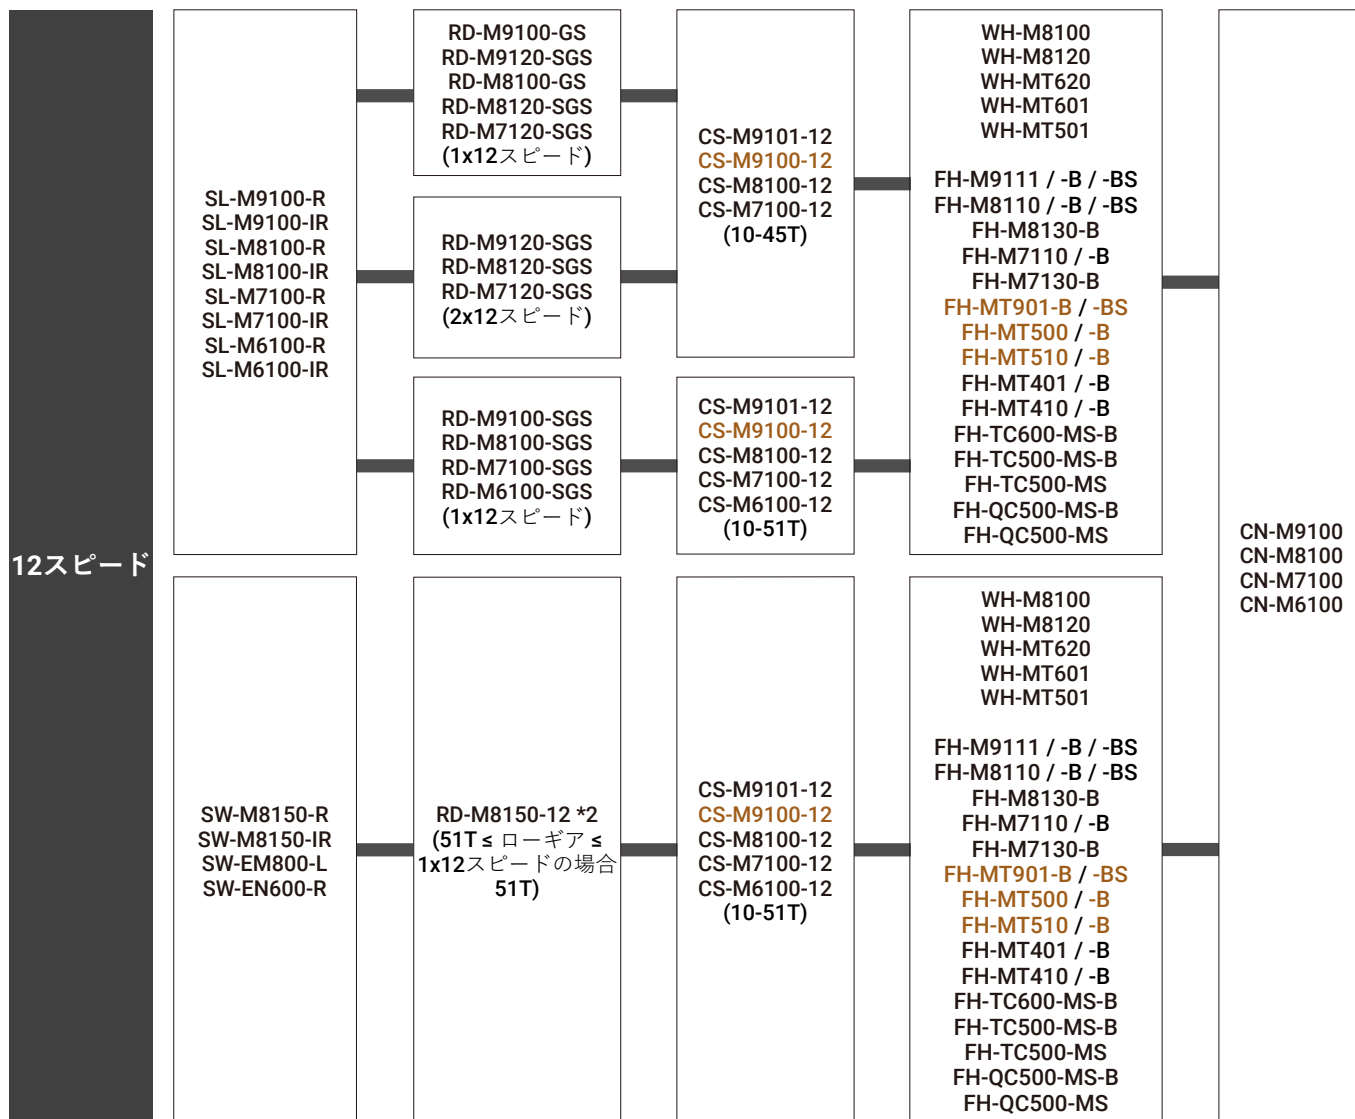 12スピード
SL-M9100-R
SL-M9100-IR
SL-M8100-R
SL-M8100-IR
SL-M7100-R
SL-M7100-IR
SL-M6100-R
SL-M6100-IR
RD-M9100-GS
RD-M9120-SGS
RD-M8100-GS
RD-M8120-SGS
RD-M7120-SGS
(1x12スピード)
RD-M9120-SGS
RD-M8120-SGS
RD-M7120-SGS
(2x12スピード)
RD-M9100-SGS
RD-M8100-SGS
RD-M7100-SGS
RD-M6100-SGS
(1x12スピード)
CS-M9101-12
CS-M9100-12
CS-M8100-12
CS-M7100-12
(10-45T)
CS-M9101-12
CS-M9100-12
CS-M8100-12
CS-M7100-12
CS-M6100-12
(10-51T)
WH-M8100
WH-M8120
WH-MT620
WH-MT601
WH-MT501
FH-M9111 / -B / -BS
FH-M8110 / -B / -BS
FH-M8130-B
FH-M7110 / -B
FH-M7130-B
FH-MT901-B / -BS
FH-MT500 / -B
FH-MT510 / -B
FH-MT401 / -B
FH-MT410 / -B
FH-TC600-MS-B
FH-TC500-MS-B
FH-TC500-MS
FH-QC500-MS-B
FH-QC500-MS
SW-M8150-R
SW-M8150-IR
SW-EM800-L
SW-EN600-R
RD-M8150-12 *2
(51T ≤ ローギア ≤
1x12スピードの場合
51T)
CS-M9101-12
CS-M9100-12
CS-M8100-12
CS-M7100-12
CS-M6100-12
(10-51T)
WH-M8100
WH-M8120
WH-MT620
WH-MT601
WH-MT501
FH-M9111 / -B / -BS
FH-M8110 / -B / -BS
FH-M8130-B
FH-M7110 / -B
FH-M7130-B
FH-MT901-B / -BS
FH-MT500 / -B
FH-MT510 / -B
FH-MT401 / -B
FH-MT410 / -B
FH-TC600-MS-B
FH-TC500-MS-B
FH-TC500-MS
FH-QC500-MS-B
FH-QC500-MS
CN-M9100
CN-M8100
CN-M7100
CN-M6100